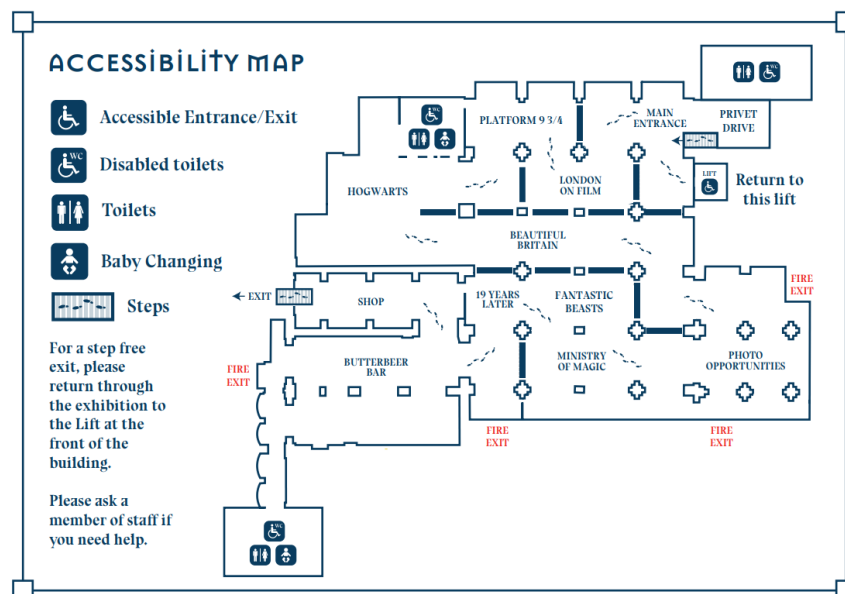 ACCESSIBILITY MAP
Accessible Entrance/Exit
WC
Disabled toilets
Toilets
Baby Changing
Steps
For a step free
exit, please
return through
the exhibition to
the Lift at the
front of the
building.
Please ask a
member of staff if
you need help.
WC
WC
PLATFORM 9 3/4
MAIN
ENTRANCE
PRIVET
DRIVE
HOGWARTS
LONDON
ON FILM
LIFT
Return to
this lift
BEAUTIFUL
BRITAIN
EXIT
SHOP
19 YEARS
LATER
FANTASTIC
BEASTS
FIRE
EXIT
BUTTERBEER
BAR
MINISTRY
OF MAGIC
PHOTO
OPPORTUNITIES
FIRE
EXIT
FIRE
EXIT
FIRE
EXIT
WC